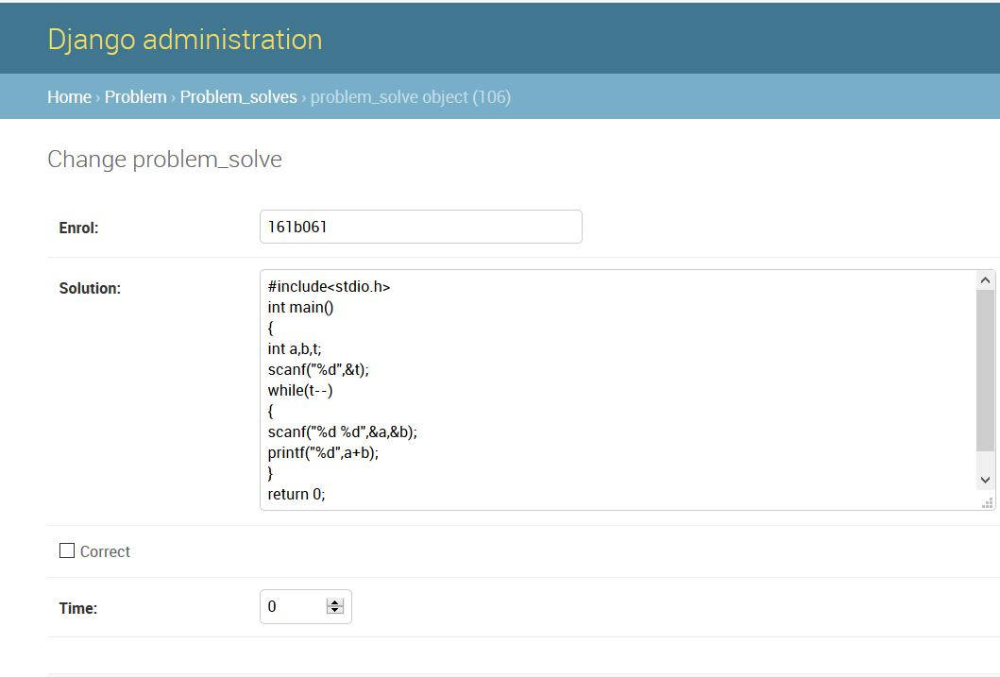 Django administration
Home › Problem › Problem_solves › problem_solve object (106)
Change problem_solve
Enrol: 161b061
Solution:
#include<stdio.h>
int main()
{
int a,b,t;
scanf("%d",&t);
while(t--)
{
scanf("%d %d",&a,&b);
printf("%d",a+b);
}
return 0;
Correct
Time: 0